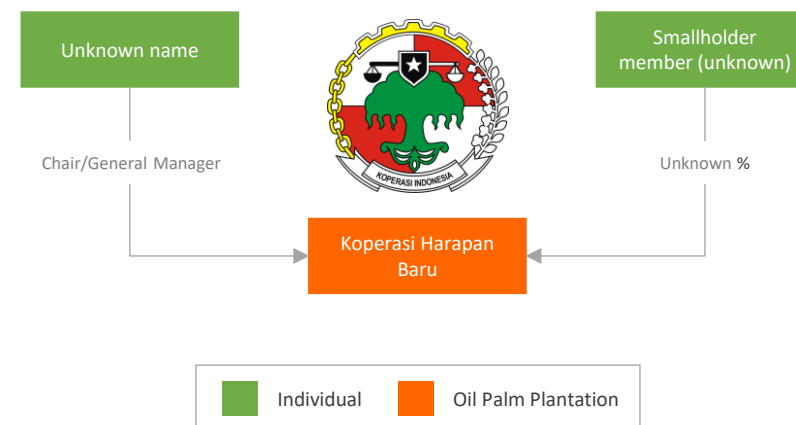 Unknown name
Smallholder
member (unknown)
KOPERASI INDONESIA
Chair/General Manager
Unknown %
Koperasi Harapan
Baru
Individual
Oil Palm Plantation